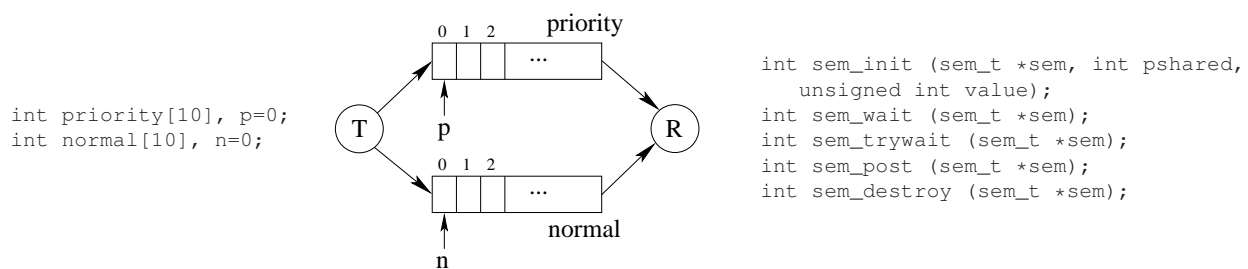 int priority[10], p=0;
int normal[10], n=0;
priority
0 1 2
...
T
p
R
0 1 2
...
normal
n
int sem_init (sem_t *sem, int pshared,
unsigned int value);
int sem_wait (sem_t *sem);
int sem_trywait (sem_t *sem);
int sem_post (sem_t *sem);
int sem_destroy (sem_t *sem);